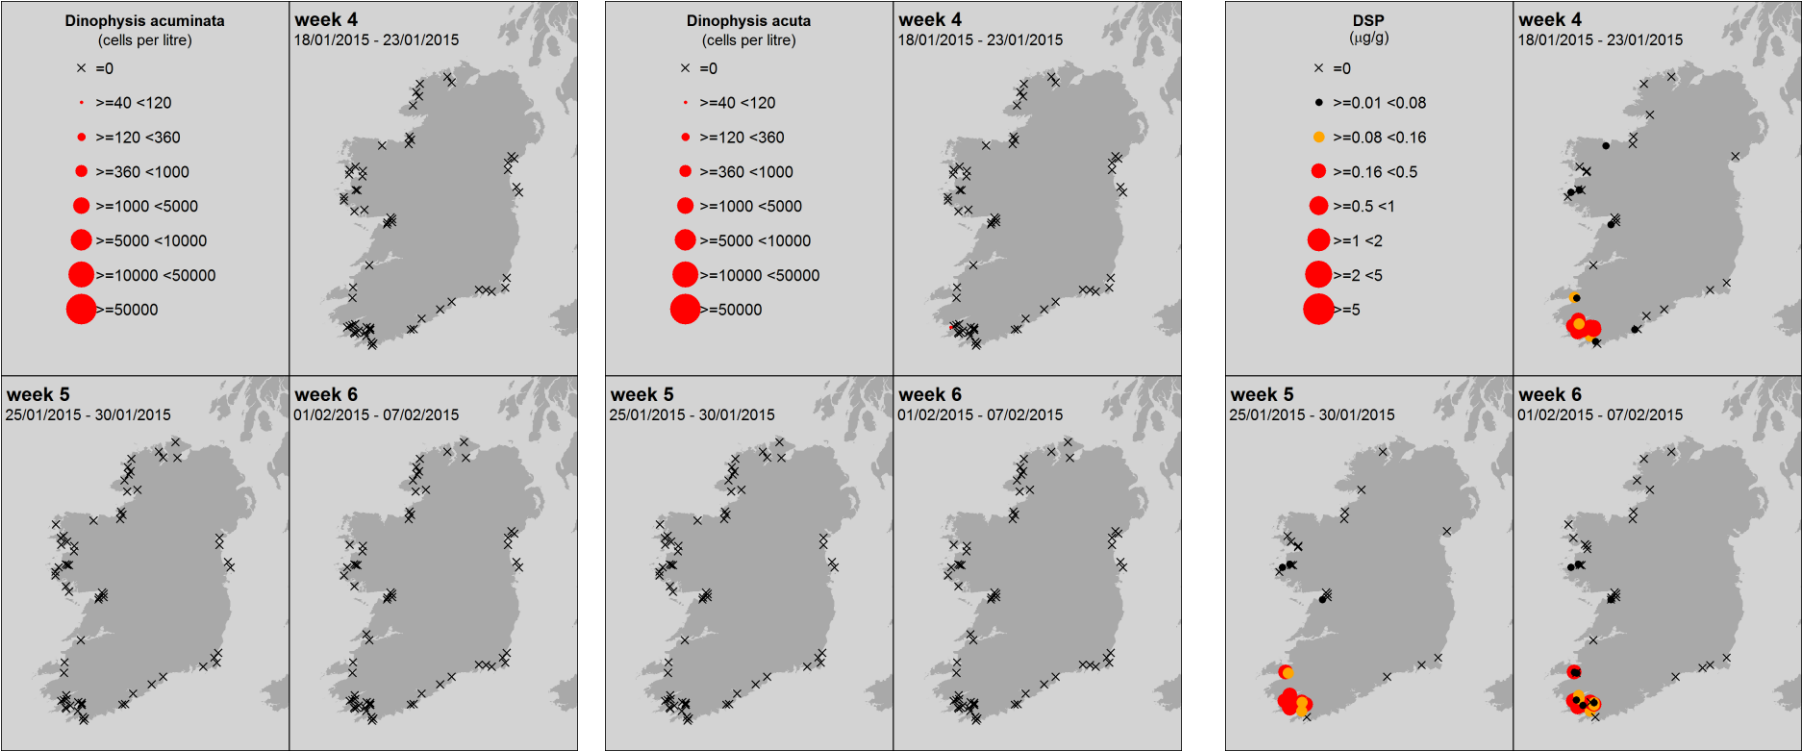 Dinophysis acuminata
(cells per litre)
=0
>=40 <120
>=120 <360
>=360 <1000
>=1000 <5000
>=5000 <10000
>=10000 <50000
>=50000
week 4
18/01/2015 - 23/01/2015
week 5
25/01/2015 - 30/01/2015
week 6
01/02/2015 - 07/02/2015
Dinophysis acuta
(cells per litre)
=0
>=40 <120
>=120 <360
>=360 <1000
>=1000 <5000
>=5000 <10000
>=10000 <50000
>=50000
week 4
18/01/2015 - 23/01/2015
week 5
25/01/2015 - 30/01/2015
week 6
01/02/2015 - 07/02/2015
DSP
(µg/g)
=0
>=0.01 <0.08
>=0.08 <0.16
>=0.16 <0.5
>=0.5 <1
>=1 <2
>=2 <5
>=5
week 4
18/01/2015 - 23/01/2015
week 5
25/01/2015 - 30/01/2015
week 6
01/02/2015 - 07/02/2015